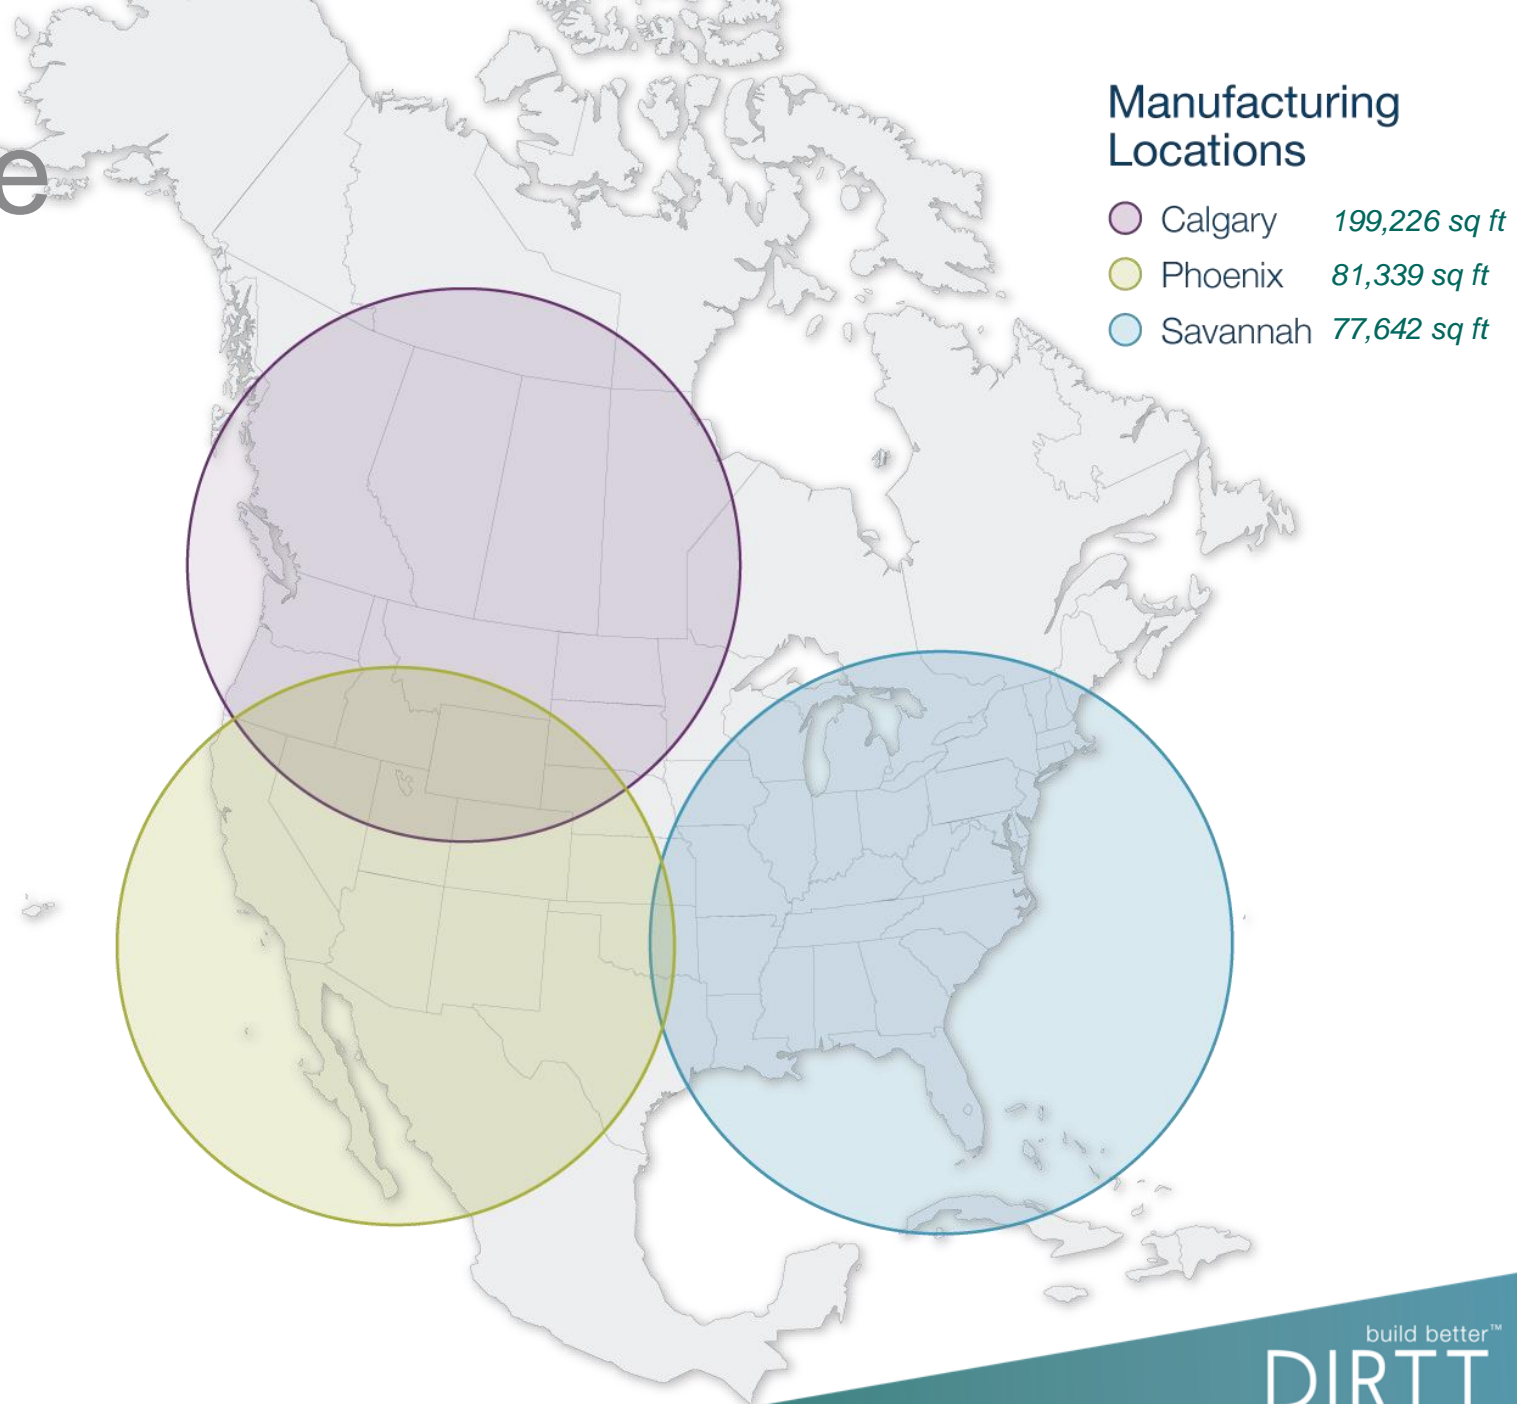 e
Manufacturing
Locations
Calgary 199,226 sq ft
Phoenix 81,339 sq ft
Savannah 77,642 sq ft
build better™
DIRTT